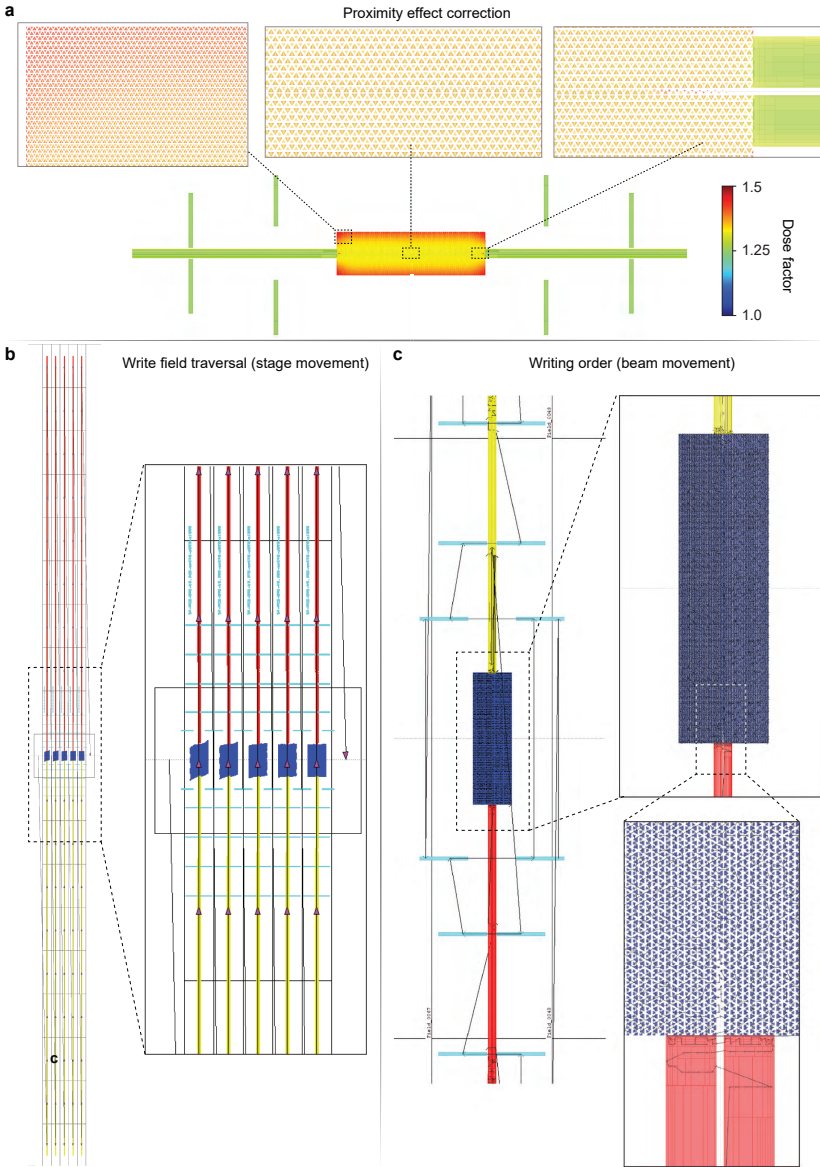 a
Proximity effect correction
1.5
1.25
1.0
Dose factor
b
Write field traversal (stage movement)
c
Writing order (beam movement)
c